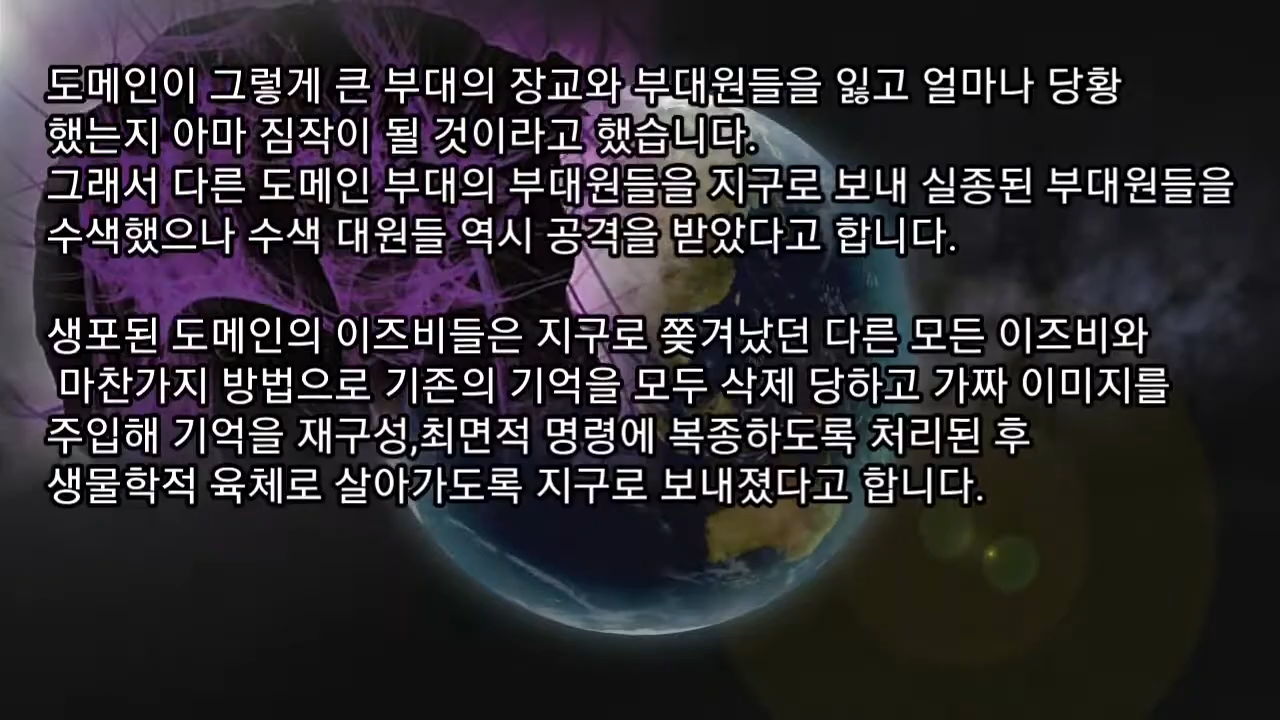 도메인이 그렇게 큰 부대의 장교와 부대원들을 잃고 얼마나 당황
했는지 아마 짐작이 될 것이라고 했습니다.
그래서 다른 도메인 부대의 부대원들을 지구로 보내 실종된 부대원들을
수색했으나 수색 대원들 역시 공격을 받았다고 합니다.
생포된 도메인의 이즈비들은 지구로 쫓겨났던 다른 모든 이즈비와
마찬가지 방법으로 기존의 기억을 모두 삭제 당하고 가짜 이미지를
주입해 기억을 재구성,최면적 명령에 복종하도록 처리된 후
생물학적 육체로 살아가도록 지구로 보내졌다고 합니다.